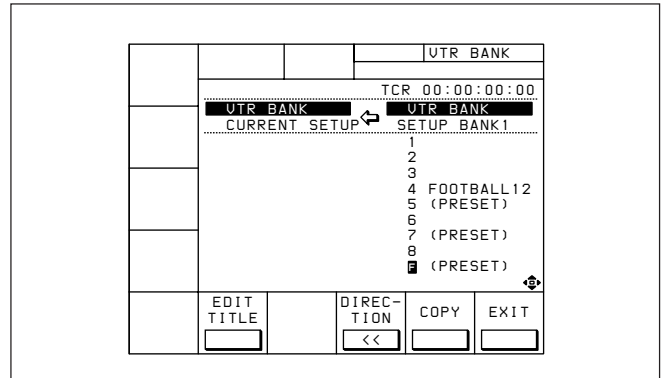 VTR BANK
TCR 00:00:00:00
VTR BANK VTR BANK
CURRENT SETUP SETUP BANK1
1
2
3
4 FOOTBALL12
5 (PRESET)
6
7 (PRESET)
8
F (PRESET)
EDIT TITLE DIREC- TION COPY EXIT
<<